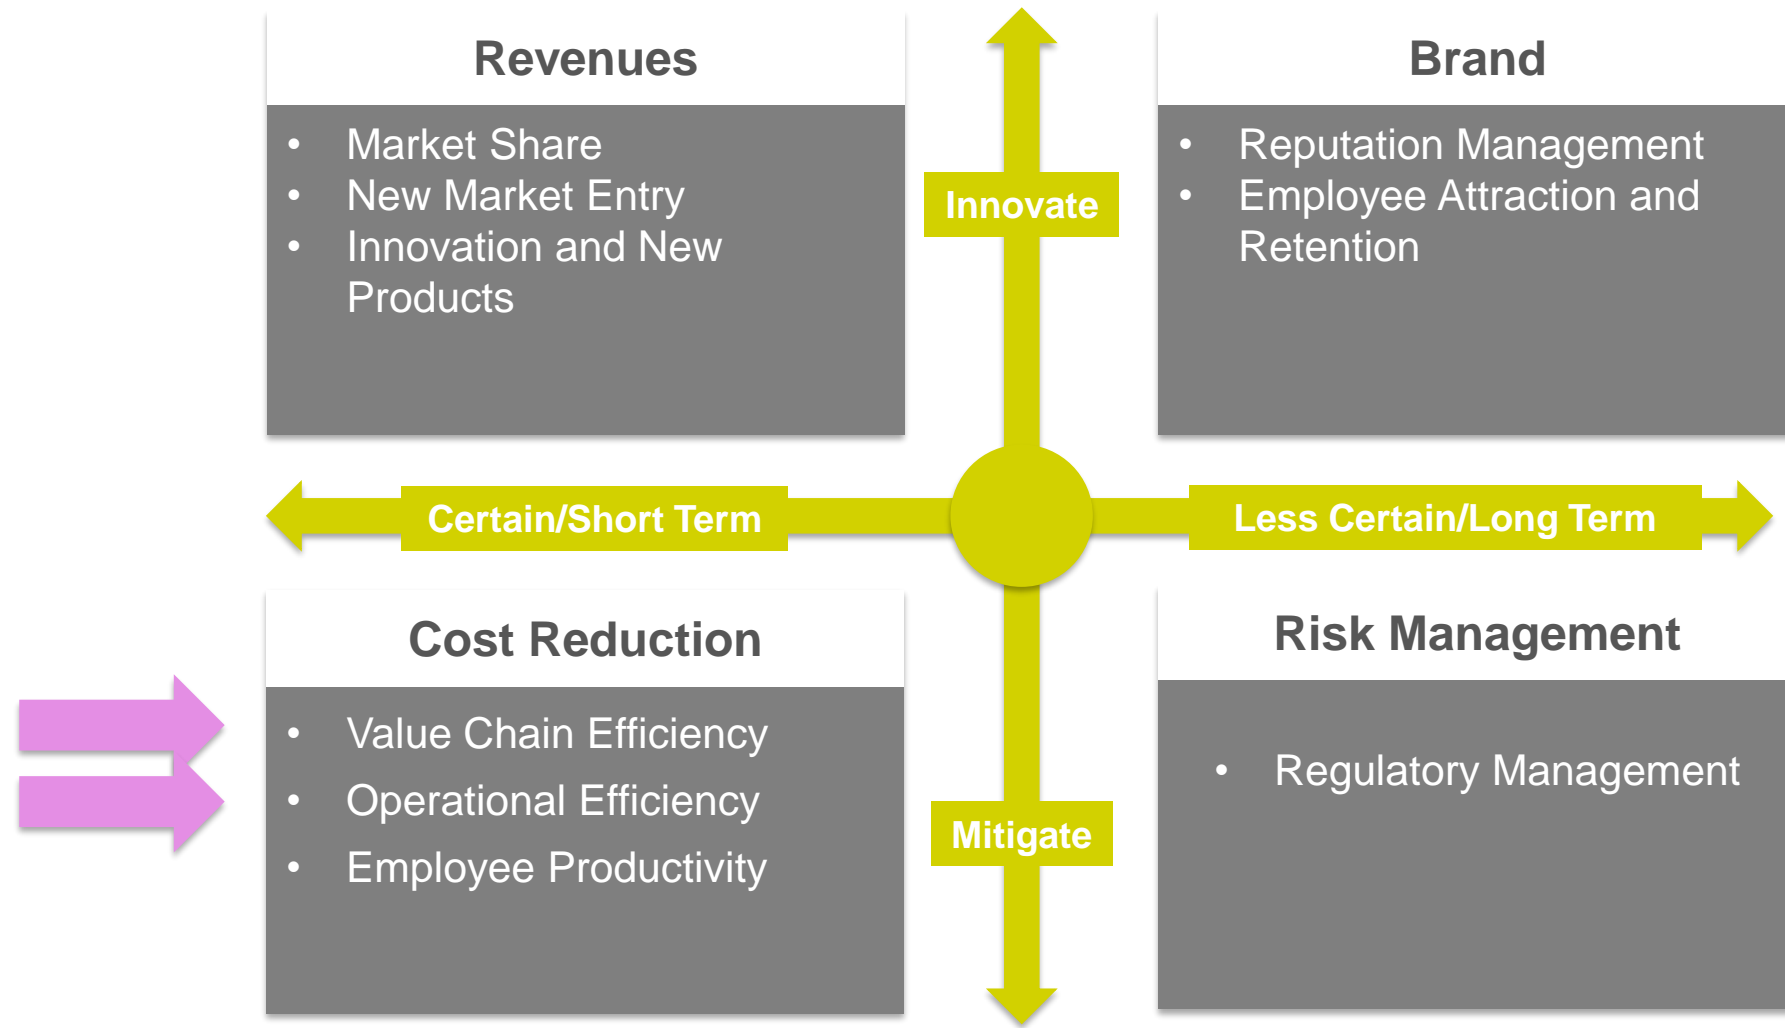 Revenues
• Market Share
• New Market Entry
• Innovation and New
Products
Brand
• Reputation Management
• Employee Attraction and
Retention
Innovate
Certain/Short Term
Less Certain/Long Term
Cost Reduction
• Value Chain Efficiency
• Operational Efficiency
• Employee Productivity
Mitigate
Risk Management
• Regulatory Management